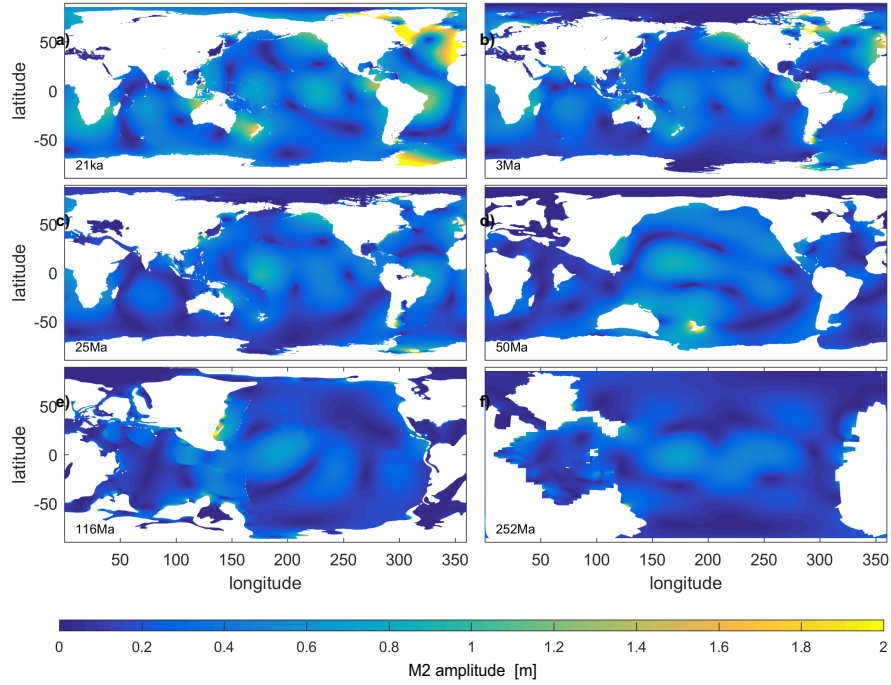 a)
b)
50
0
-50
latitude
21ka
3Ma
c)
d)
50
0
-50
latitude
25Ma
50Ma
e)
f)
50
0
-50
latitude
116Ma
252Ma
50 100 150 200 250 300 350
50 100 150 200 250 300 350
longitude
longitude
0 0.2 0.4 0.6 0.8 1 1.2 1.4 1.6 1.8 2
M2 amplitude [m]